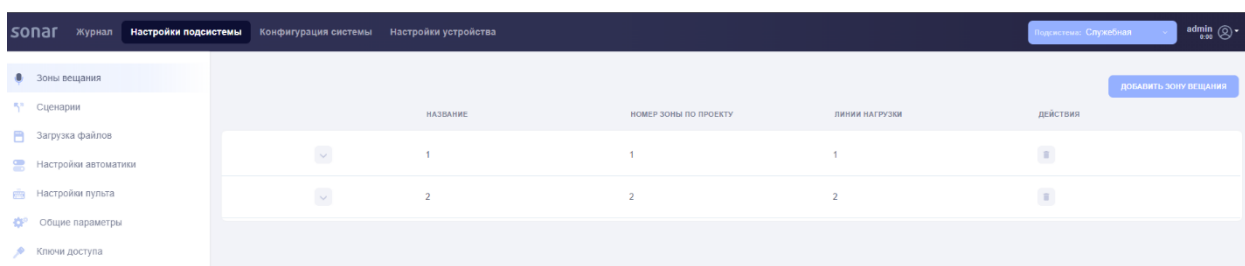 sonar Журнал Настройки подсистемы Конфигурация системы Настройки устройства Подсистема: Служебная admin
0:00
Зоны вещания
ДОБАВИТЬ ЗОНУ ВЕЩАНИЯ
Сценарии
НАЗВАНИЕ НОМЕР ЗОНЫ ПО ПРОЕКТУ ЛИНИИ НАГРУЗКИ ДЕЙСТВИЯ
Загрузка файлов
1 1 1
Настройки автоматики
Настройки пульта
2 2 2
Общие параметры
Ключи доступа